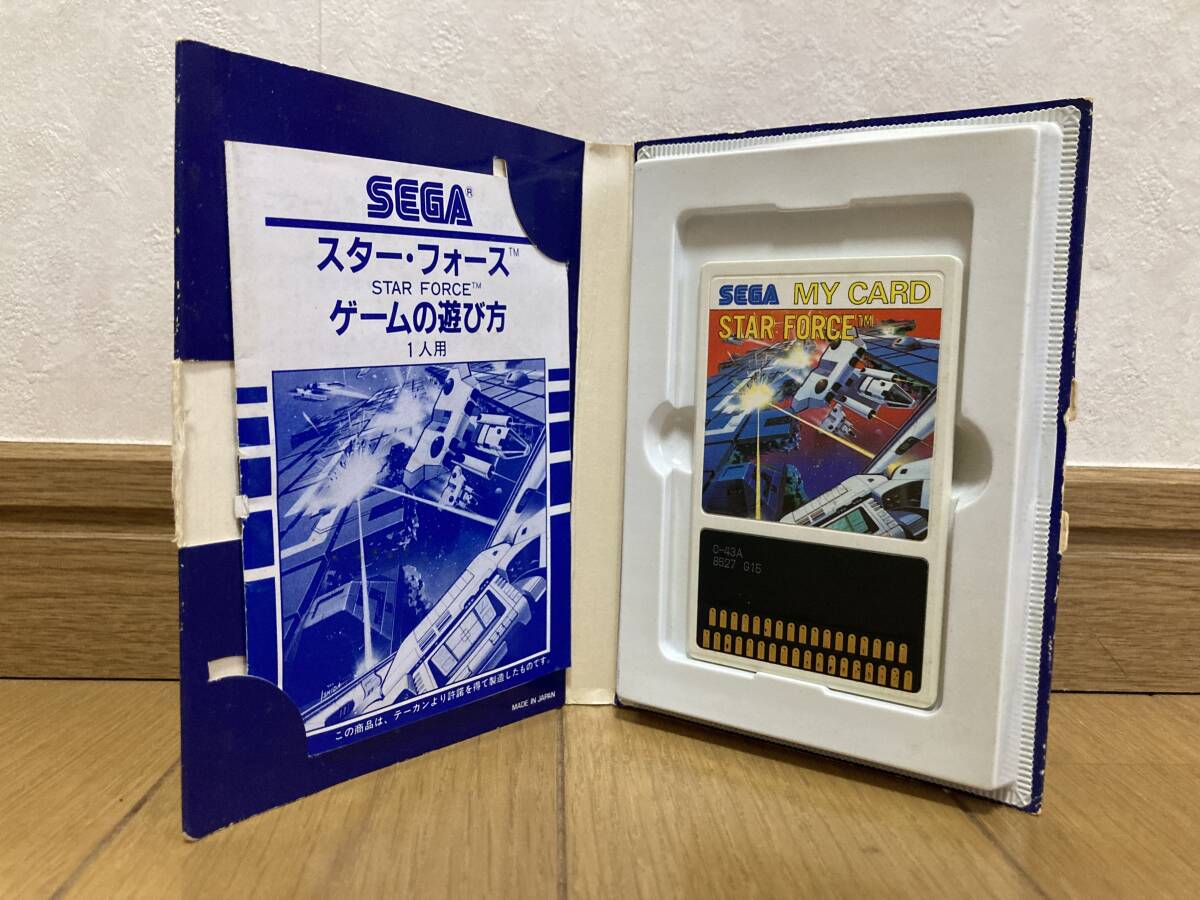 SEGA®
スター・フォース™
STAR FORCE™
ゲームの遊び方
1人用
この商品は、テーカンより許諾を得て製造したものです。
MADE IN JAPAN
SEGA MY CARD
STAR FORCE™
C-43A
8527 G15